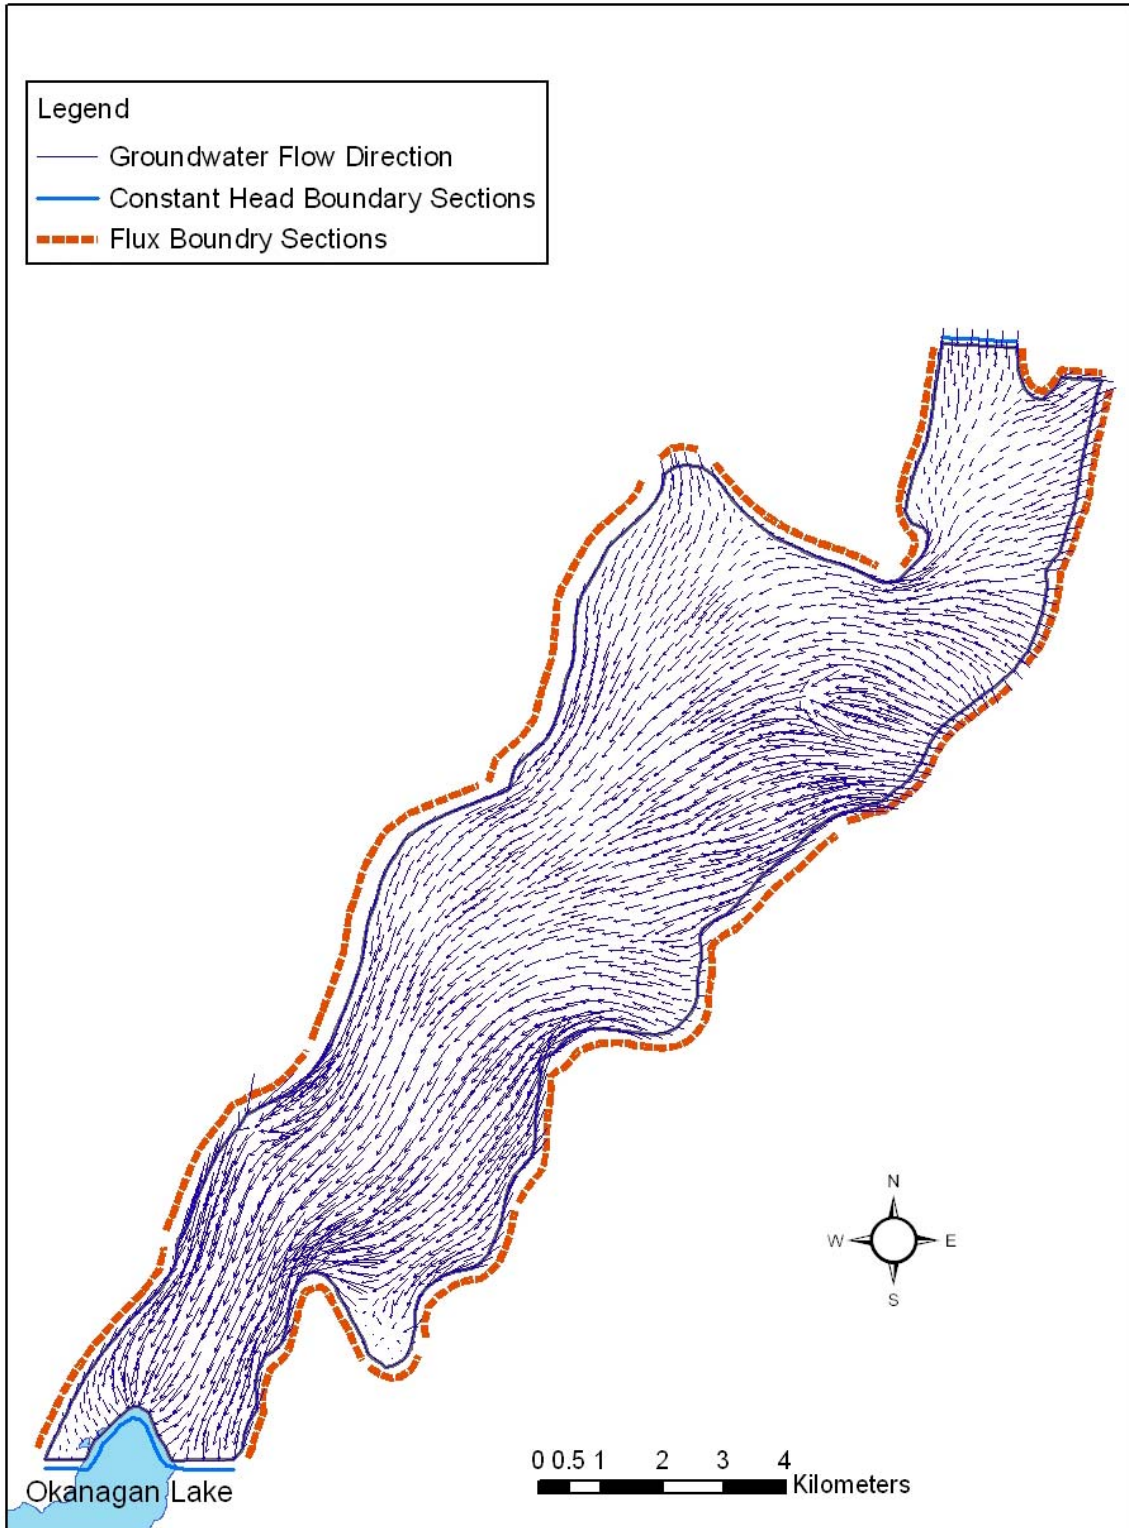 Legend
Groundwater Flow Direction
Constant Head Boundary Sections
Flux Boundry Sections
N
W E
S
0 0.5 1 2 3 4
Kilometers
Okanagan Lake